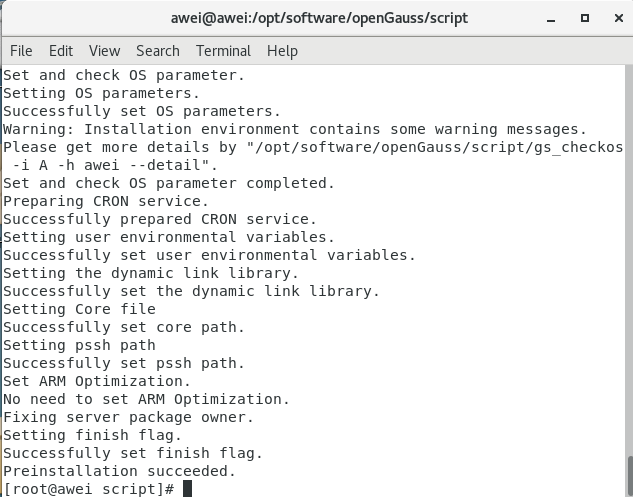 awei@awei:/opt/software/openGauss/script
File Edit View Search Terminal Help
Set and check OS parameter.
Setting OS parameters.
Successfully set OS parameters.
Warning: Installation environment contains some warning messages.
Please get more details by "/opt/software/openGauss/script/gs_checkos
 -i A -h awei --detail".
Set and check OS parameter completed.
Preparing CRON service.
Successfully prepared CRON service.
Setting user environmental variables.
Successfully set user environmental variables.
Setting the dynamic link library.
Successfully set the dynamic link library.
Setting Core file
Successfully set core path.
Setting pssh path
Successfully set pssh path.
Set ARM Optimization.
No need to set ARM Optimization.
Fixing server package owner.
Setting finish flag.
Successfully set finish flag.
Preinstallation succeeded.
[root@awei script]#